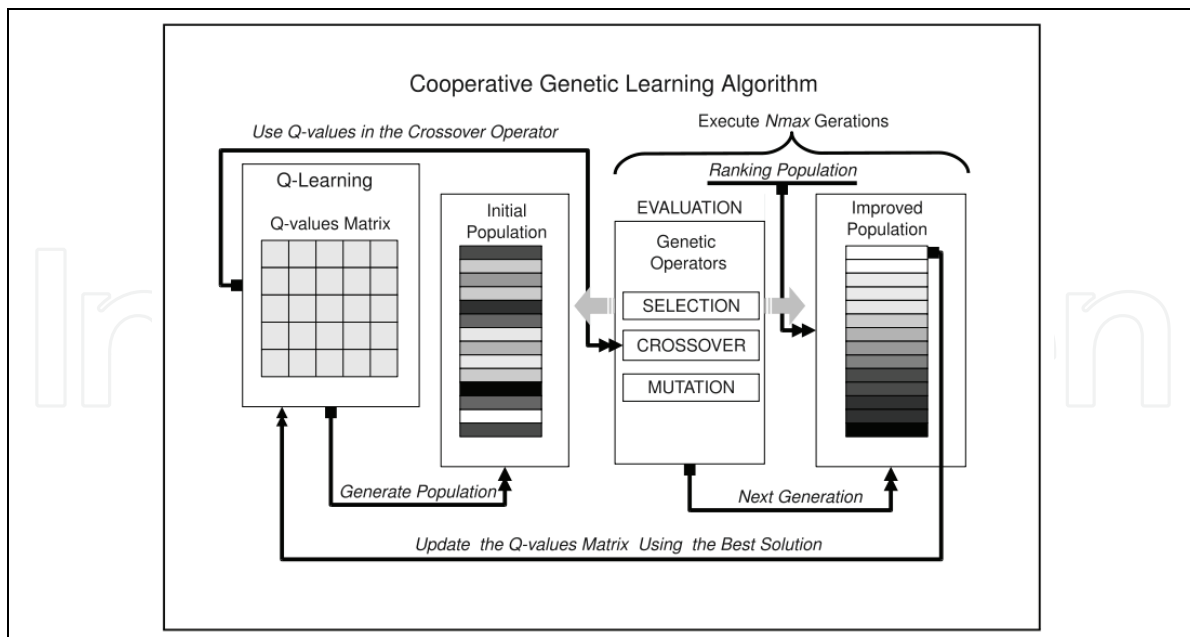 Cooperative Genetic Learning Algorithm
Use Q-values in the Crossover Operator
Execute Nmax Gerations
Ranking Population
Q-Learning
Q-values Matrix
Initial
Population
EVALUATION
Genetic
Operators
SELECTION
CROSSOVER
MUTATION
Improved
Population
Generate Population
Next Generation
Update the Q-values Matrix Using the Best Solution